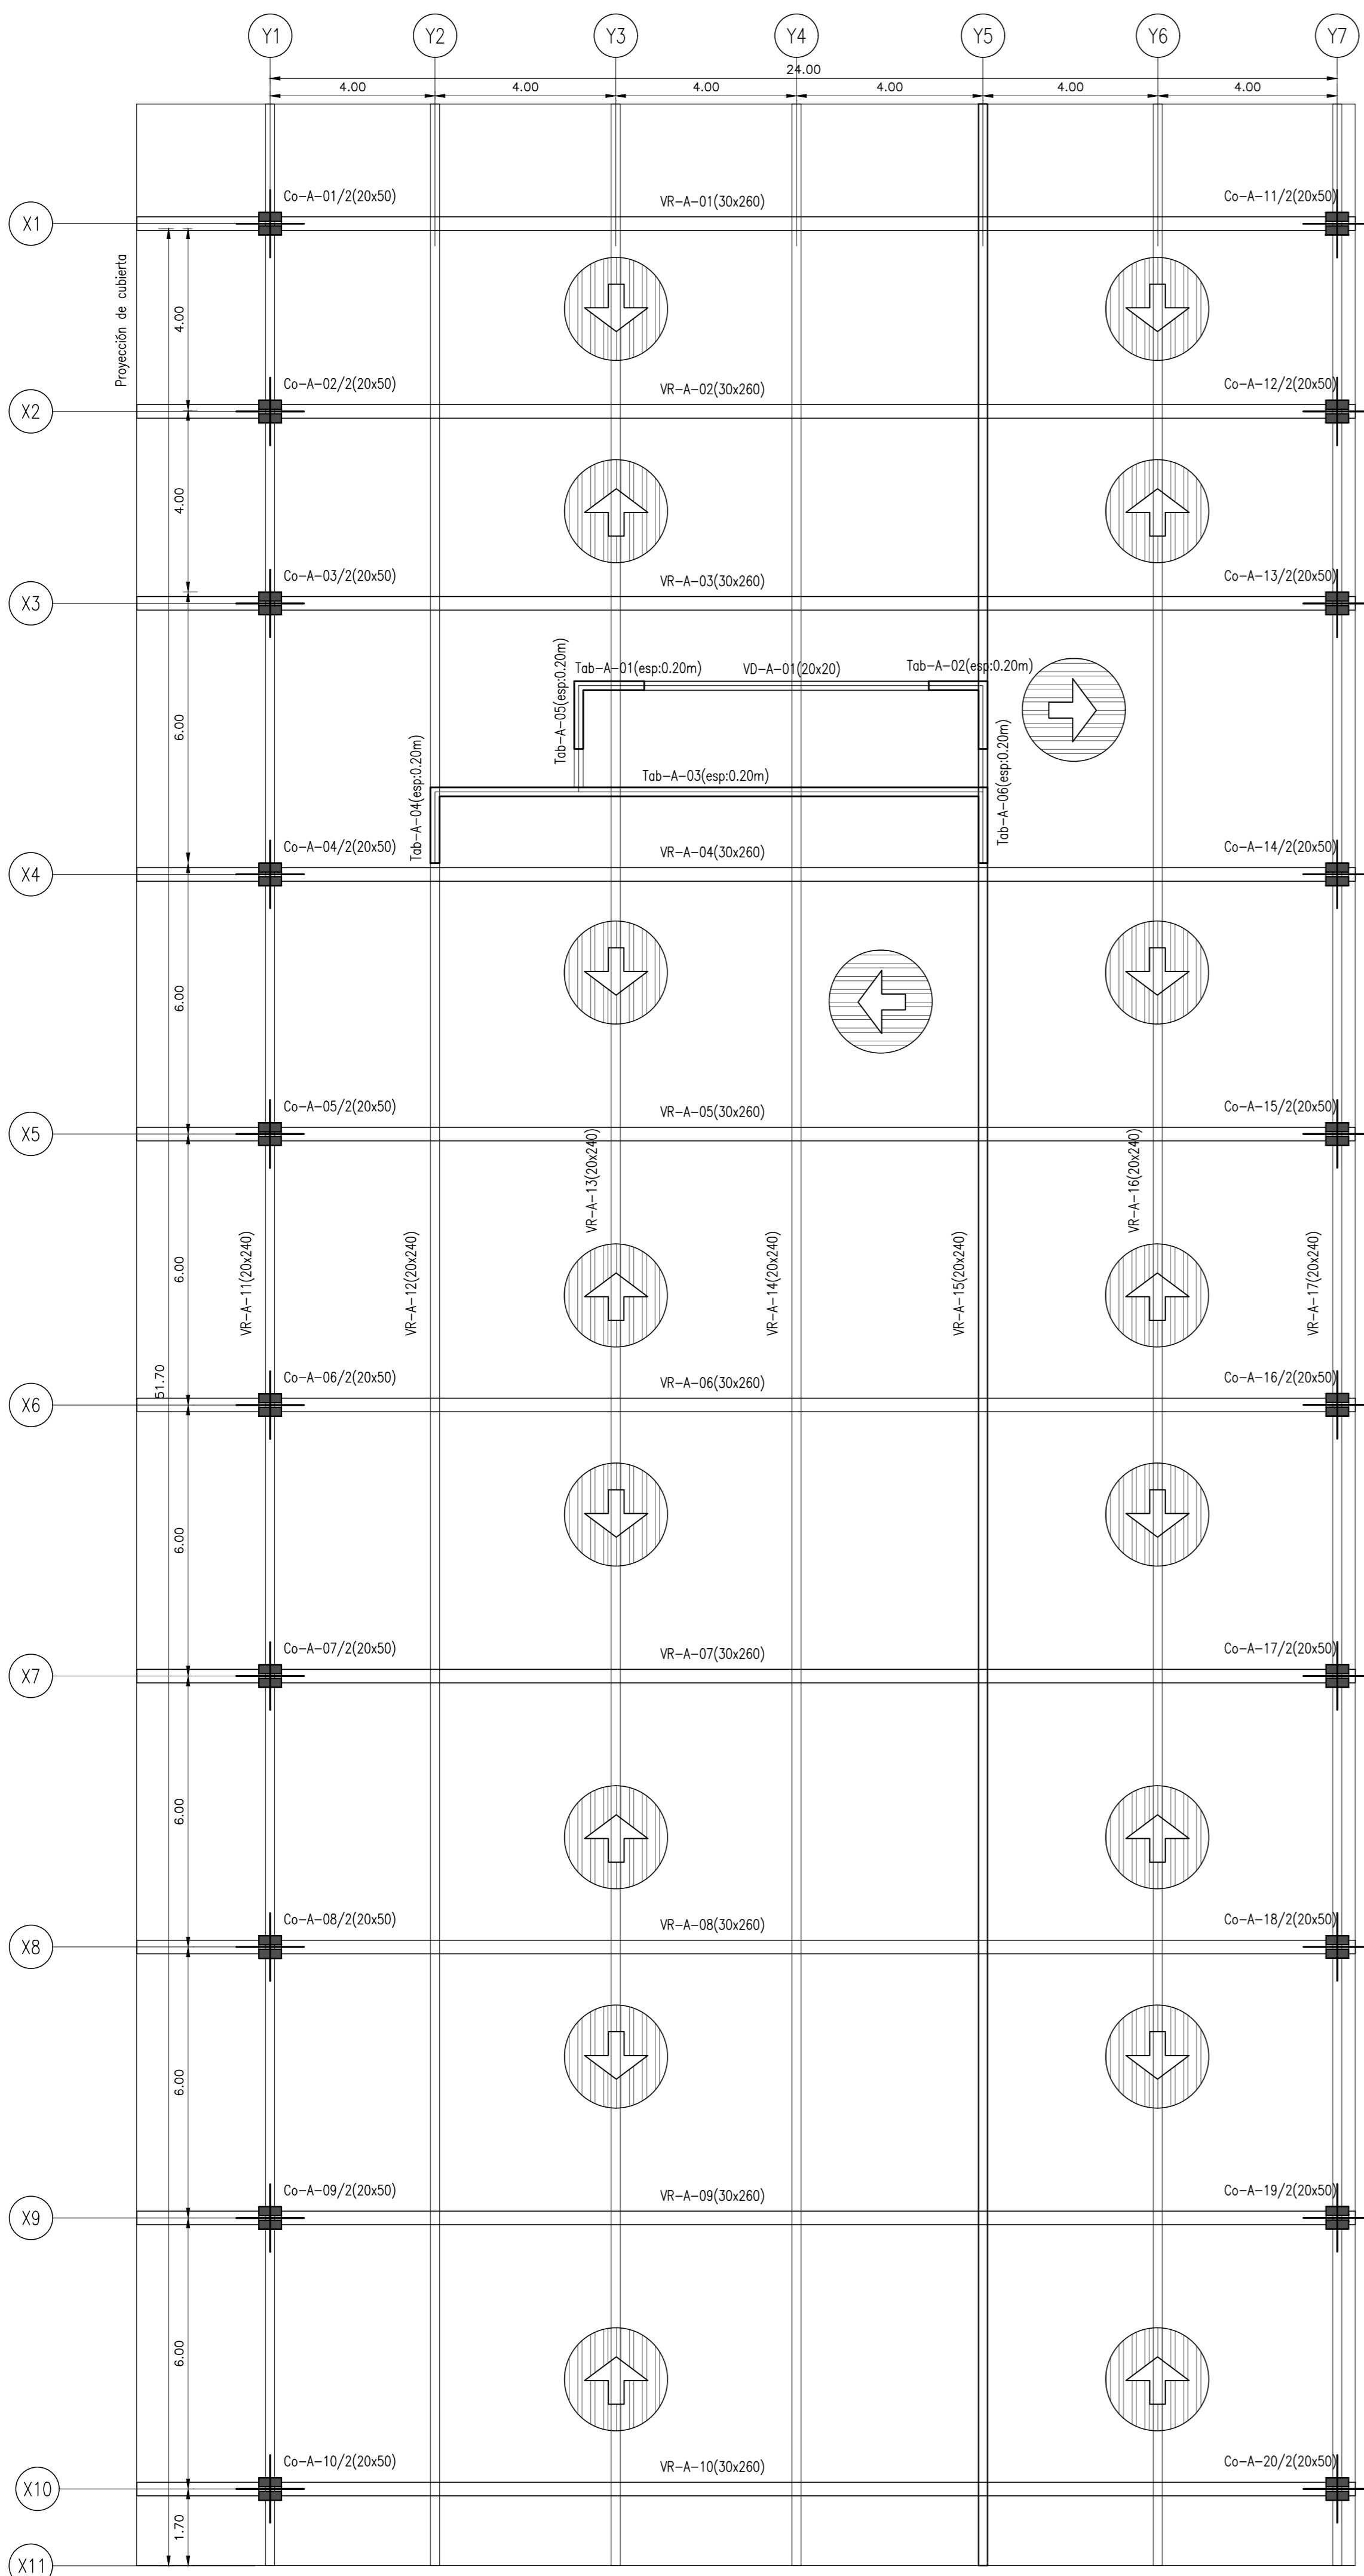 Y1 Y2 Y3 Y4 Y5 Y6 Y7
24.00
4.00 4.00 4.00 4.00 4.00 4.00
Co-A-01/2(20x50) VR-A-01(30x260) Co-A-11/2(20x50)
X1
Proyección de cubierta
4.00
Co-A-02/2(20x50) VR-A-02(30x260) Co-A-12/2(20x50)
X2
4.00
Co-A-03/2(20x50) VR-A-03(30x260) Co-A-13/2(20x50)
X3
Tab-A-01(esp:0.20m) VD-A-01(20x20) Tab-A-02(esp:0.20m)
Tab-A-05(esp:0.20m)
6.00
Tab-A-03(esp:0.20m)
Tab-A-04(esp:0.20m)
Tab-A-06(esp:0.20m)
Co-A-04/2(20x50) VR-A-04(30x260) Co-A-14/2(20x50)
X4
6.00
Co-A-05/2(20x50) VR-A-05(30x260) Co-A-15/2(20x50)
X5
6.00
VR-A-11(20x240)
VR-A-12(20x240)
VR-A-13(20x240)
VR-A-14(20x240)
VR-A-15(20x240)
VR-A-16(20x240)
VR-A-17(20x240)
51.70
Co-A-06/2(20x50) VR-A-06(30x260) Co-A-16/2(20x50)
X6
6.00
Co-A-07/2(20x50) VR-A-07(30x260) Co-A-17/2(20x50)
X7
6.00
Co-A-08/2(20x50) VR-A-08(30x260) Co-A-18/2(20x50)
X8
6.00
Co-A-09/2(20x50) VR-A-09(30x260) Co-A-19/2(20x50)
X9
6.00
Co-A-10/2(20x50) VR-A-10(30x260) Co-A-20/2(20x50)
X10
1.70
X11